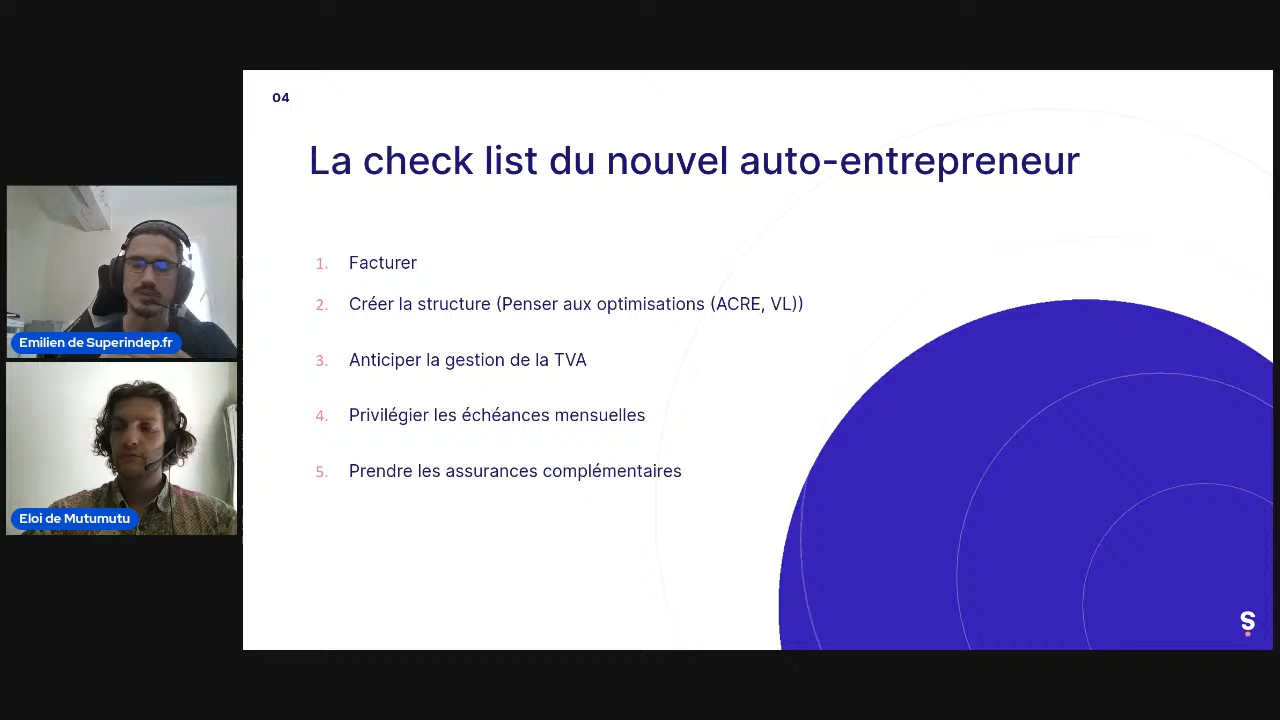 04
La check list du nouvel auto-entrepreneur
1. Facturer
2. Créer la structure (Penser aux optimisations (ACRE, VL))
3. Anticiper la gestion de la TVA
4. Privilégier les échéances mensuelles
5. Prendre les assurances complémentaires
Emilien de Superindep.fr
Eloi de Mutumutu
S